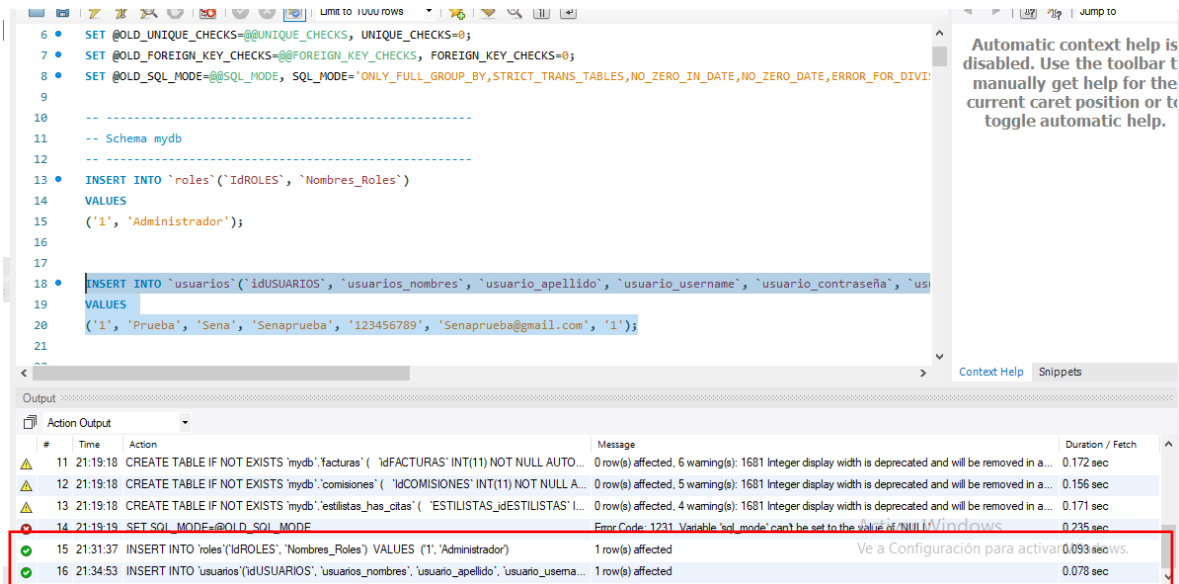 Limit to 1000 rows
Jump to
6 SET @OLD_UNIQUE_CHECKS=@@UNIQUE_CHECKS, UNIQUE_CHECKS=0;
7 SET @OLD_FOREIGN_KEY_CHECKS=@@FOREIGN_KEY_CHECKS, FOREIGN_KEY_CHECKS=0;
8 SET @OLD_SQL_MODE=@@SQL_MODE, SQL_MODE='ONLY_FULL_GROUP_BY,STRICT_TRANS_TABLES,NO_ZERO_IN_DATE,NO_ZERO_DATE,ERROR_FOR_DIVI
9
10 -- -----------------------------------------------------
11 -- Schema mydb
12 -- -----------------------------------------------------
13 INSERT INTO `roles`(`IdROLES`, `Nombres_Roles`)
14 VALUES
15 ('1', 'Administrador');
16
17
18 INSERT INTO `usuarios`(`idUSUARIOS`, `usuarios_nombres`, `usuario_apellido`, `usuario_username`, `usuario_contraseña`, `usu
19 VALUES
20 ('1', 'Prueba', 'Sena', 'Senaprueba', '123456789', 'Senaprueba@gmail.com', '1');
21
Automatic context help is
disabled. Use the toolbar t
manually get help for the
current caret position or to
toggle automatic help.
Context Help Snippets
Output
Action Output
# Time Action Message Duration / Fetch
11 21:19:18 CREATE TABLE IF NOT EXISTS `mydb`.`facturas` ( `idFACTURAS` INT(11) NOT NULL AUTO... 0 row(s) affected, 6 warning(s): 1681 Integer display width is deprecated and will be removed in a... 0.172 sec
12 21:19:18 CREATE TABLE IF NOT EXISTS `mydb`.`comisiones` ( `IdCOMISIONES` INT(11) NOT NULL A... 0 row(s) affected, 5 warning(s): 1681 Integer display width is deprecated and will be removed in a... 0.156 sec
13 21:19:18 CREATE TABLE IF NOT EXISTS `mydb`.`estilistas_has_citas` ( `ESTILISTAS_idESTILISTAS` I... 0 row(s) affected, 4 warning(s): 1681 Integer display width is deprecated and will be removed in a... 0.171 sec
14 21:19:19 SET SQL_MODE=@OLD_SQL_MODE Error Code: 1231. Variable 'sql_mode' can't be set to the value of 'NULL' 0.235 sec
15 21:31:37 INSERT INTO `roles`(`IdROLES`, `Nombres_Roles`) VALUES ('1', 'Administrador') 1 row(s) affected 0.093 sec
16 21:34:53 INSERT INTO `usuarios`(`idUSUARIOS`, `usuarios_nombres`, `usuario_apellido`, `usuario_userna... 1 row(s) affected 0.078 sec
Activar Windows
Ve a Configuración para activar Windows.